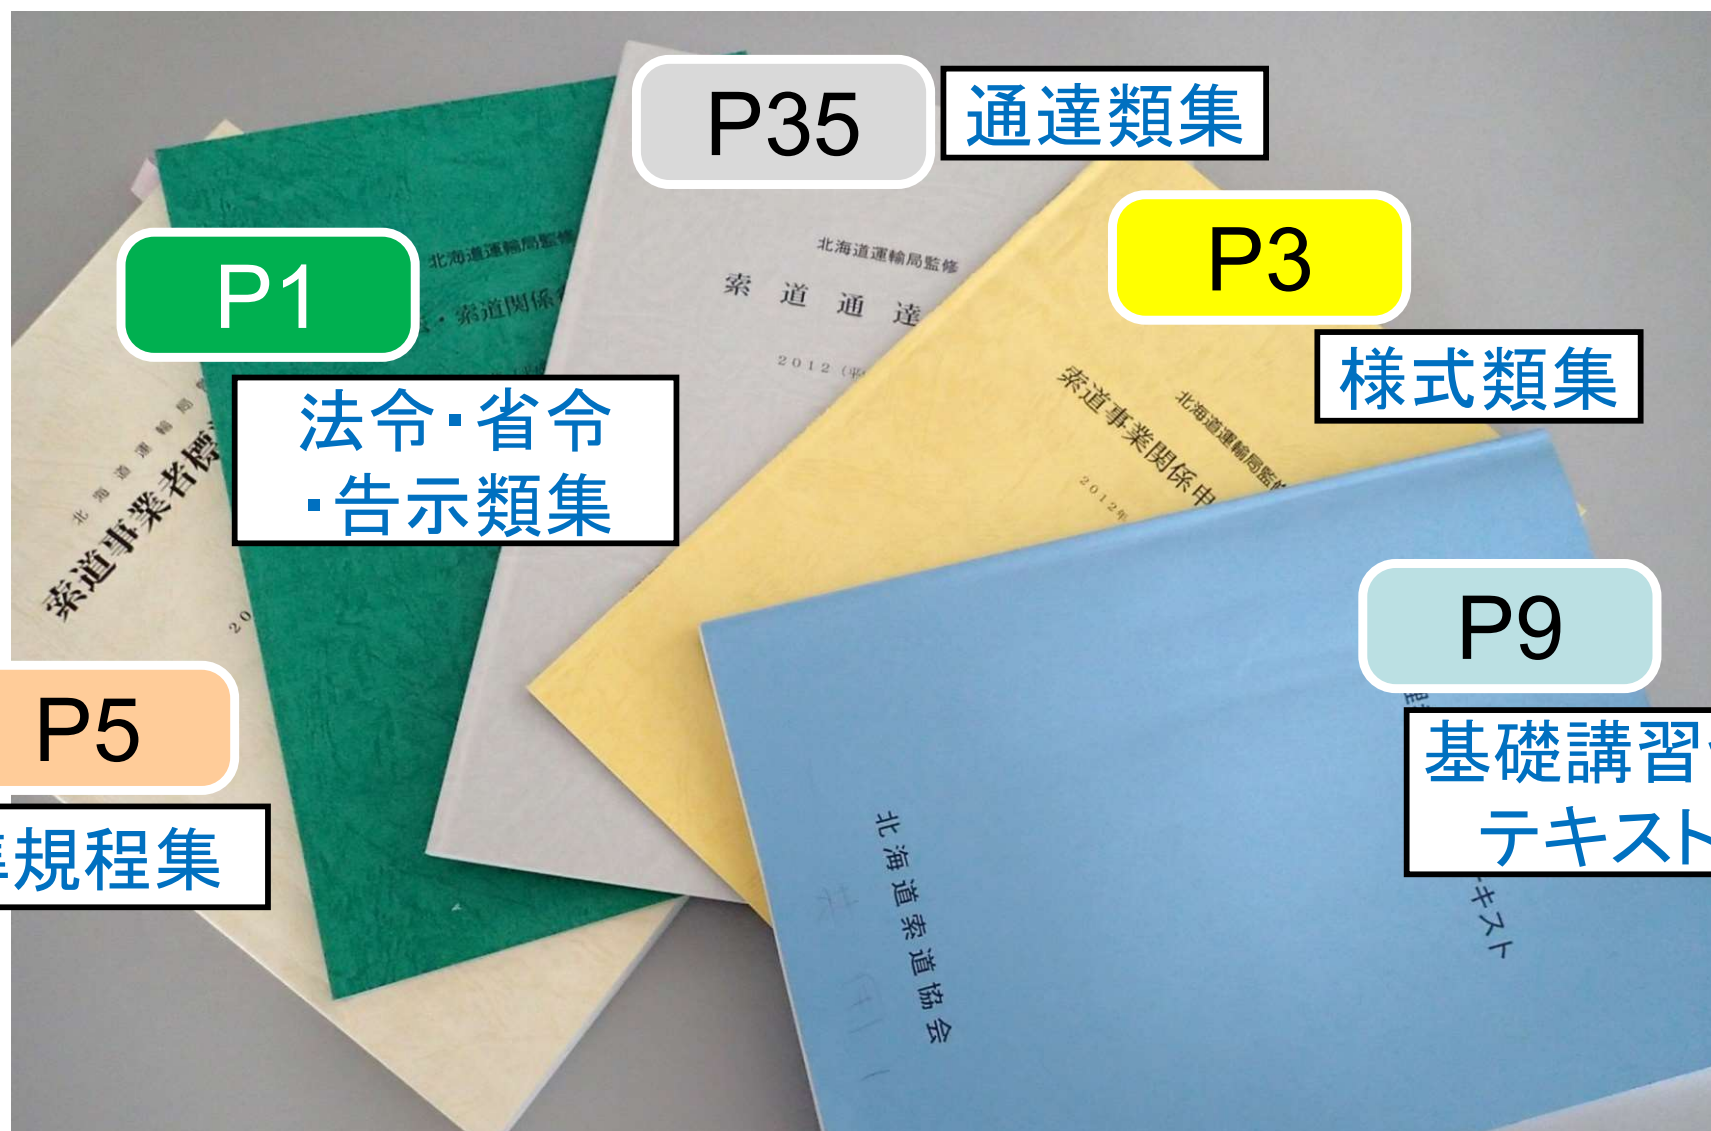 P35
通達類集
P3
様式類集
P1
法令・省令
・告示類集
P9
基礎講習
テキスト
P5
規程集
北海道運輸局監修
索道関係
北海道運輸局監修
索道通達
2012
北海道運輸局監修
索道事業関係申
2012年
北海道運輸局
索道事業者標
20
北海道索道協会
キスト